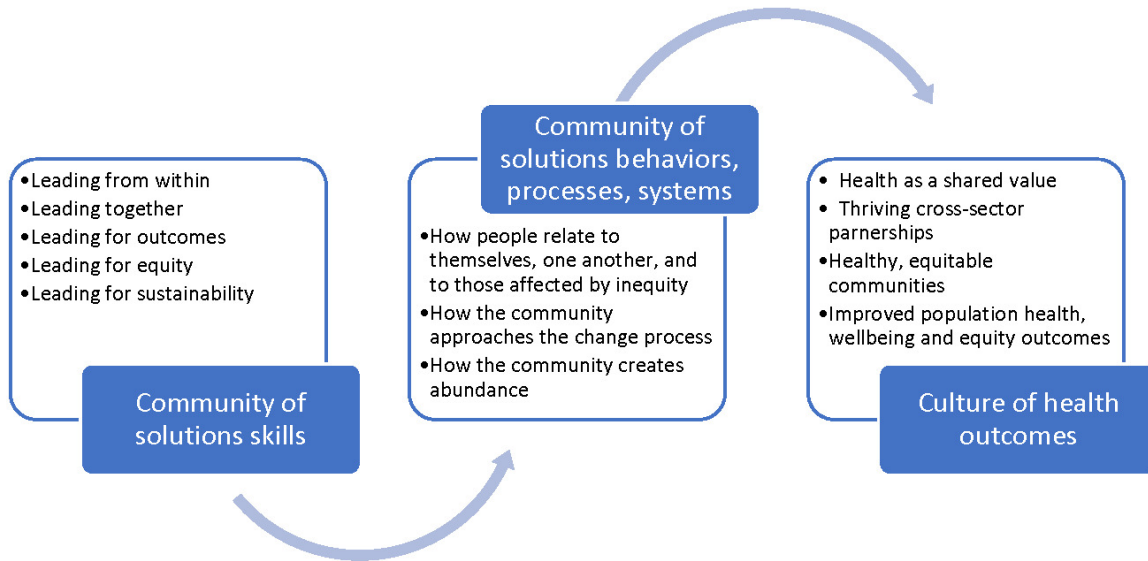 •Leading from within
•Leading together
•Leading for outcomes
•Leading for equity
•Leading for sustainability
Community of
solutions skills
Community of
solutions behaviors,
processes, systems
•How people relate to
themselves, one another, and
to those affected by inequity
•How the community
approaches the change process
•How the community creates
abundance
• Health as a shared value
• Thriving cross-sector
parnerships
•Healthy, equitable
communities
•Improved population health,
wellbeing and equity outcomes
Culture of health
outcomes